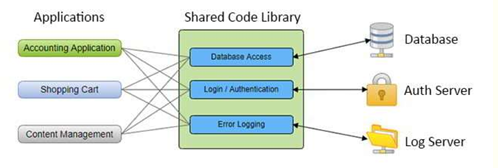 Applications
Shared Code Library
Accounting Application
Database Access
Database
Shopping Cart
Login / Authentication
Auth Server
Content Management
Error Logging
Log Server